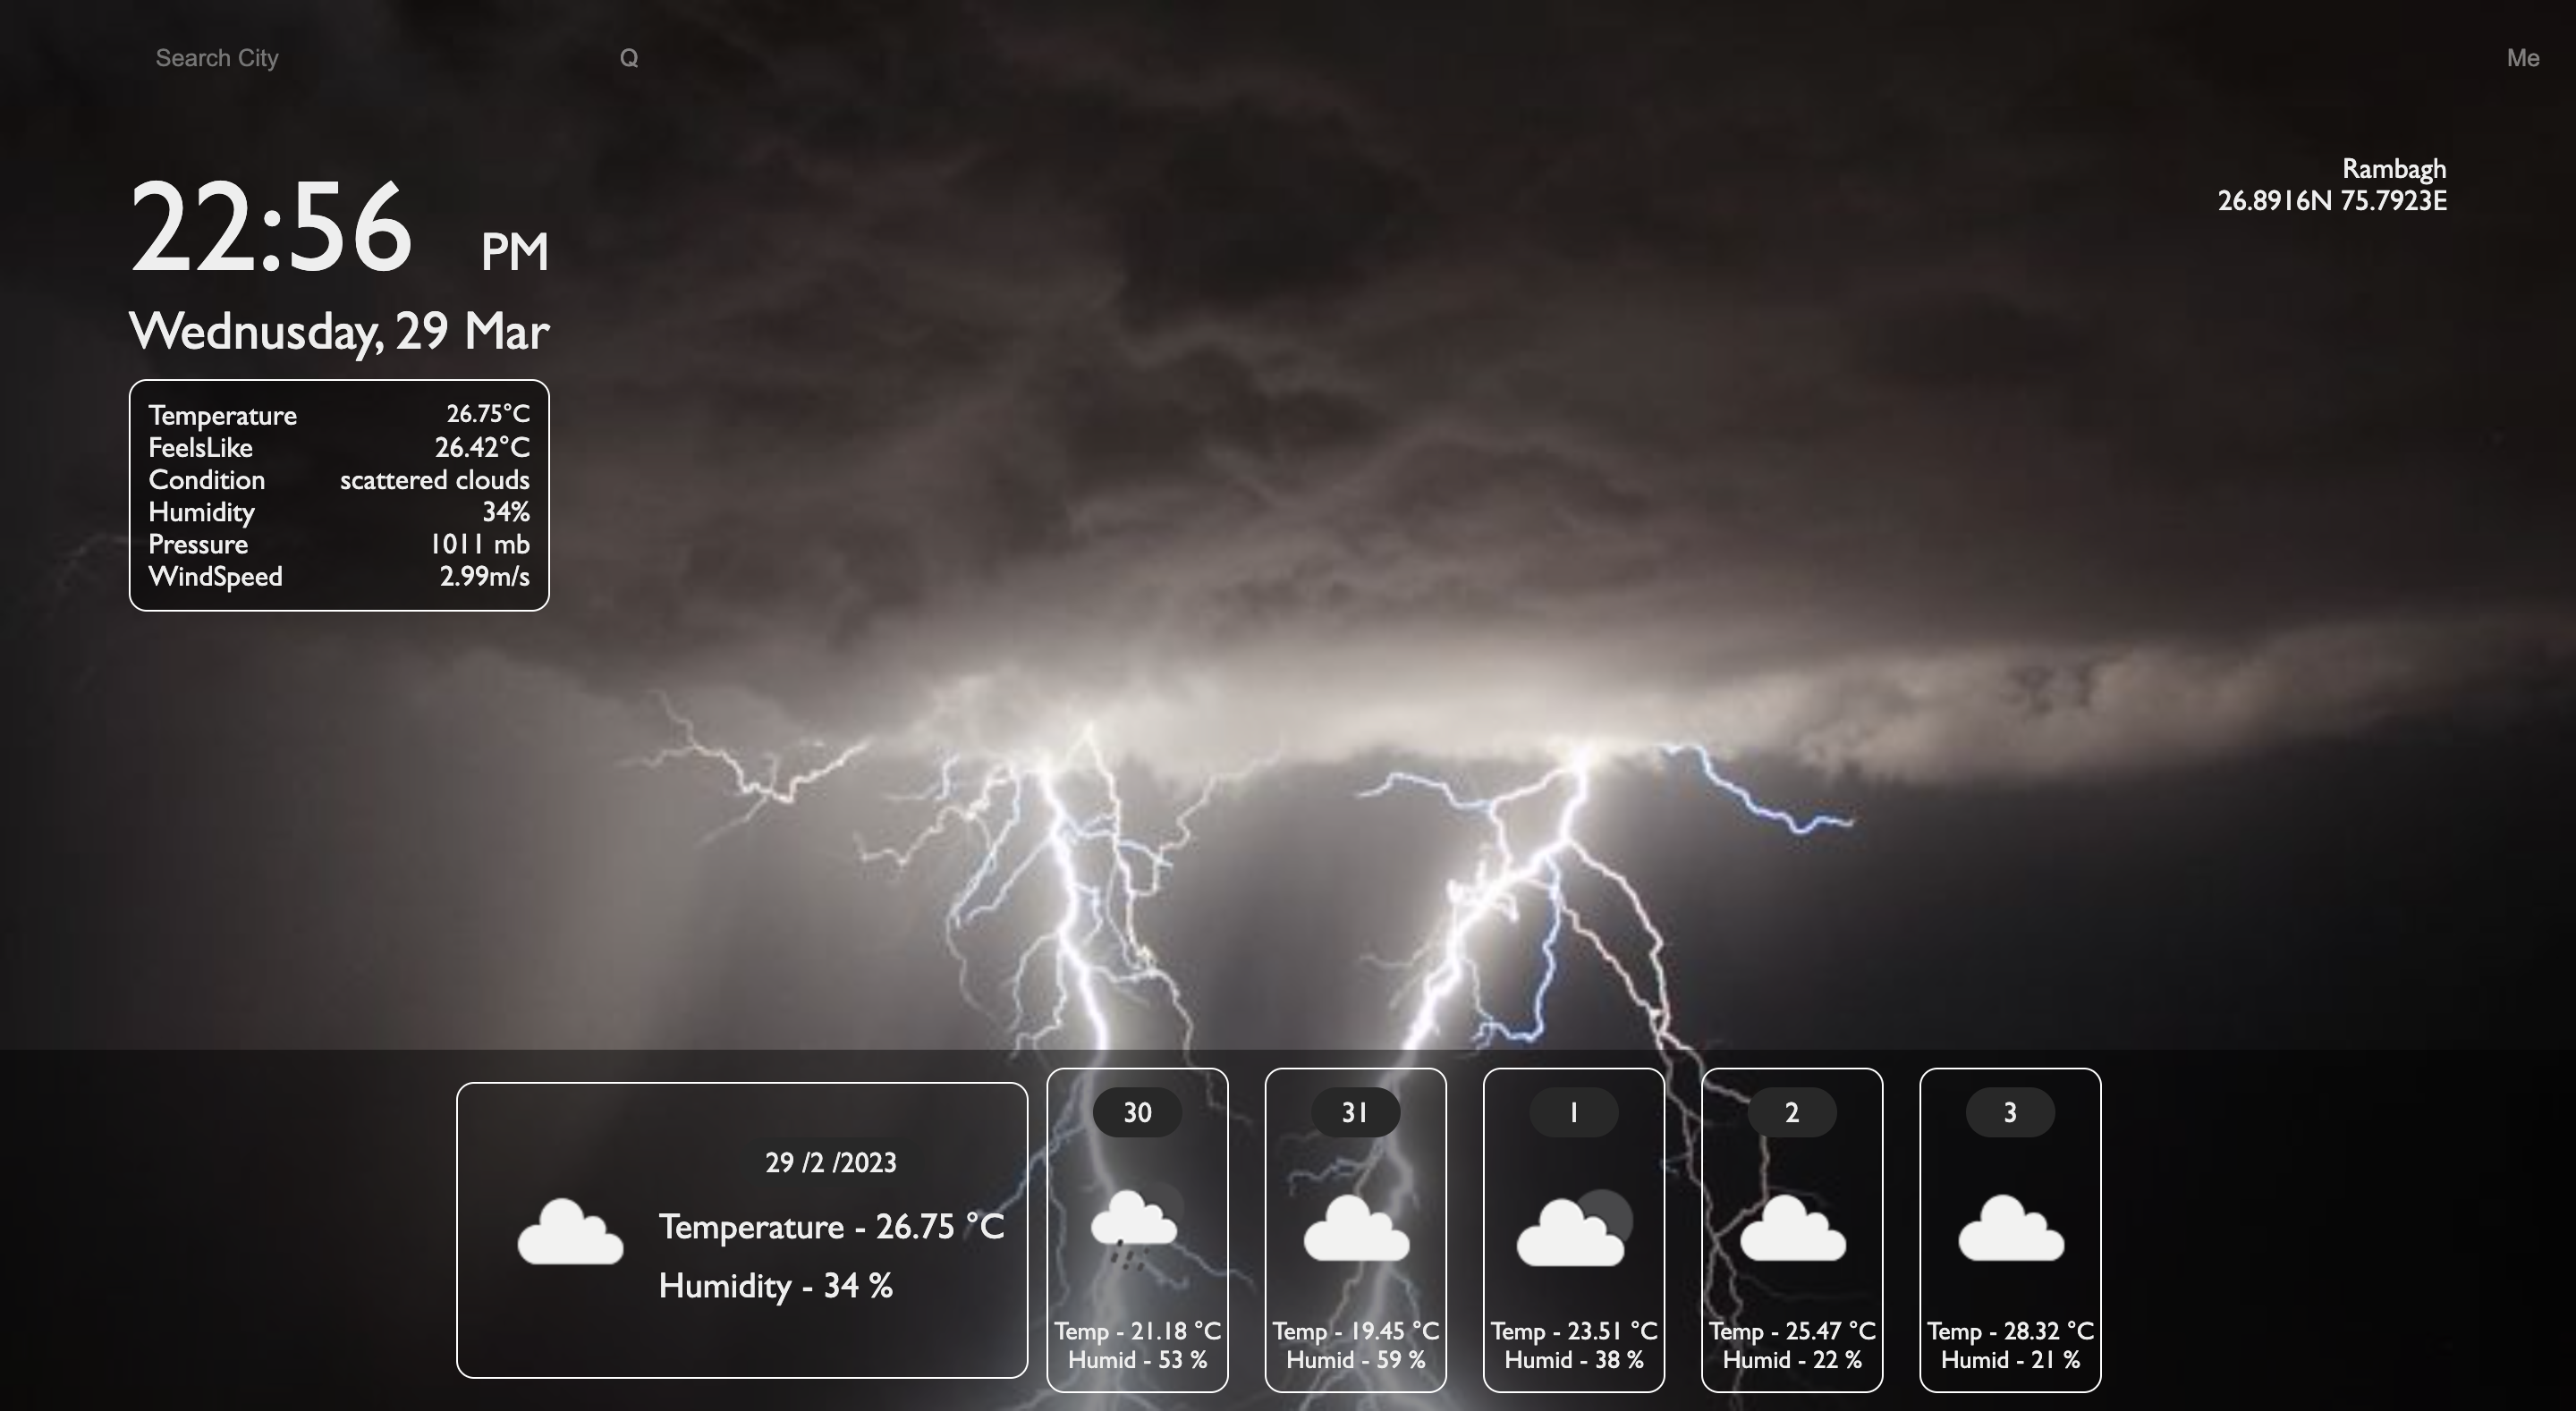 Search City Q Me
Rambagh
26.8916N 75.7923E
22:56 PM
Wednusday, 29 Mar
Temperature 26.75°C
FeelsLike 26.42°C
Condition scattered clouds
Humidity 34%
Pressure 1011 mb
WindSpeed 2.99m/s
29 /2 /2023
Temperature - 26.75 °C
Humidity - 34 %
30
Temp - 21.18 °C
Humid - 53 %
31
Temp - 19.45 °C
Humid - 59 %
1
Temp - 23.51 °C
Humid - 38 %
2
Temp - 25.47 °C
Humid - 22 %
3
Temp - 28.32 °C
Humid - 21 %